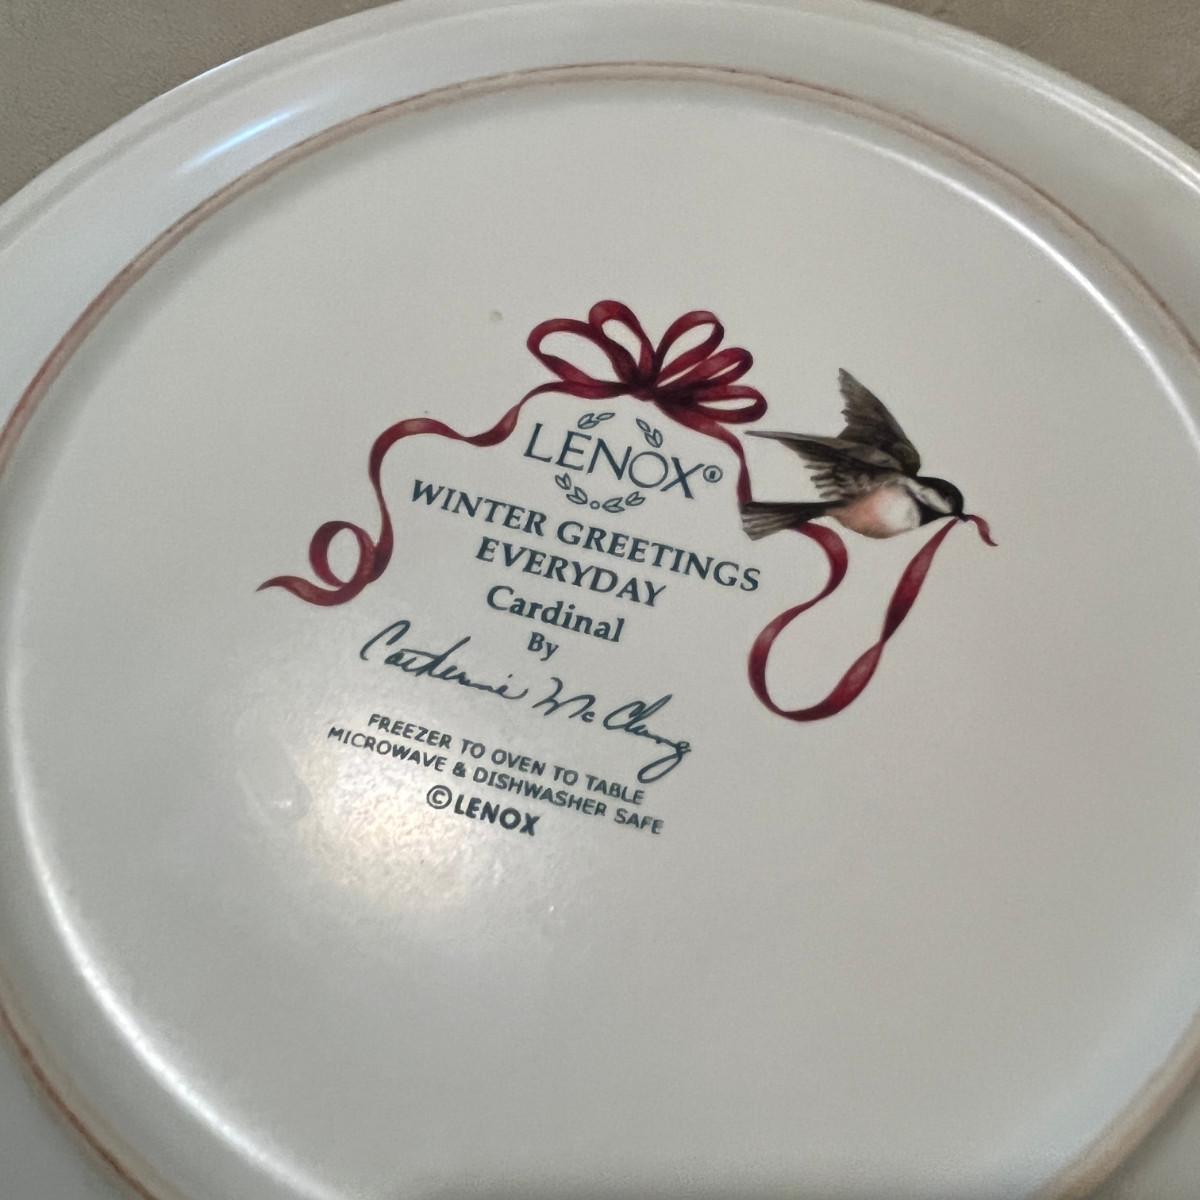 LENOX®
WINTER GREETINGS
EVERYDAY
Cardinal
By
Catherine McClung
FREEZER TO OVEN TO TABLE
MICROWAVE & DISHWASHER SAFE
© LENOX